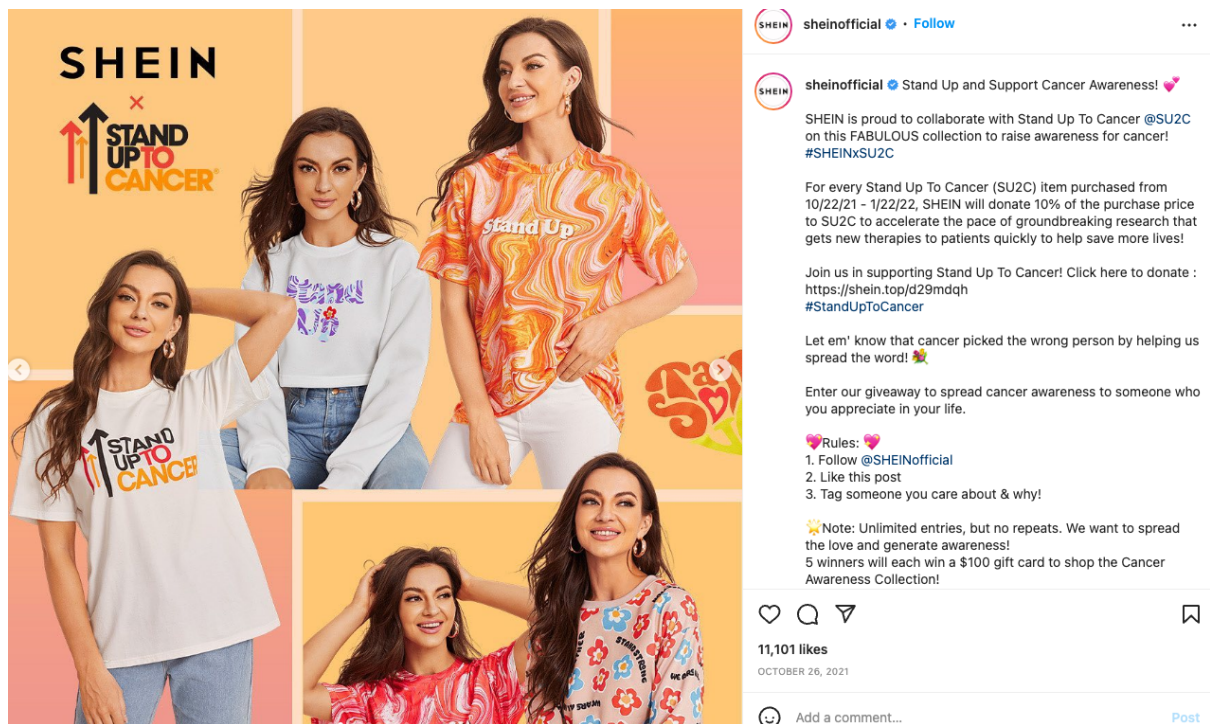 SHEIN
×
STAND
UP TO
CANCER
Stand Up
Stand
Up
STAND
UP TO
CANCER
STAND STRONG
SHEIN
sheinofficial • Follow
SHEIN
sheinofficial Stand Up and Support Cancer Awareness! 💕
SHEIN is proud to collaborate with Stand Up To Cancer @SU2C
on this FABULOUS collection to raise awareness for cancer!
#SHEINxSU2C
For every Stand Up To Cancer (SU2C) item purchased from
10/22/21 - 1/22/22, SHEIN will donate 10% of the purchase price
to SU2C to accelerate the pace of groundbreaking research that
gets new therapies to patients quickly to help save more lives!
Join us in supporting Stand Up To Cancer! Click here to donate :
https://shein.top/d29mdqh
#StandUpToCancer
Let em' know that cancer picked the wrong person by helping us
spread the word! 💐
Enter our giveaway to spread cancer awareness to someone who
you appreciate in your life.
💖Rules: 💖
1. Follow @SHEINofficial
2. Like this post
3. Tag someone you care about & why!
🌟Note: Unlimited entries, but no repeats. We want to spread
the love and generate awareness!
5 winners will each win a $100 gift card to shop the Cancer
Awareness Collection!
11,101 likes
OCTOBER 26, 2021
Add a comment...
Post